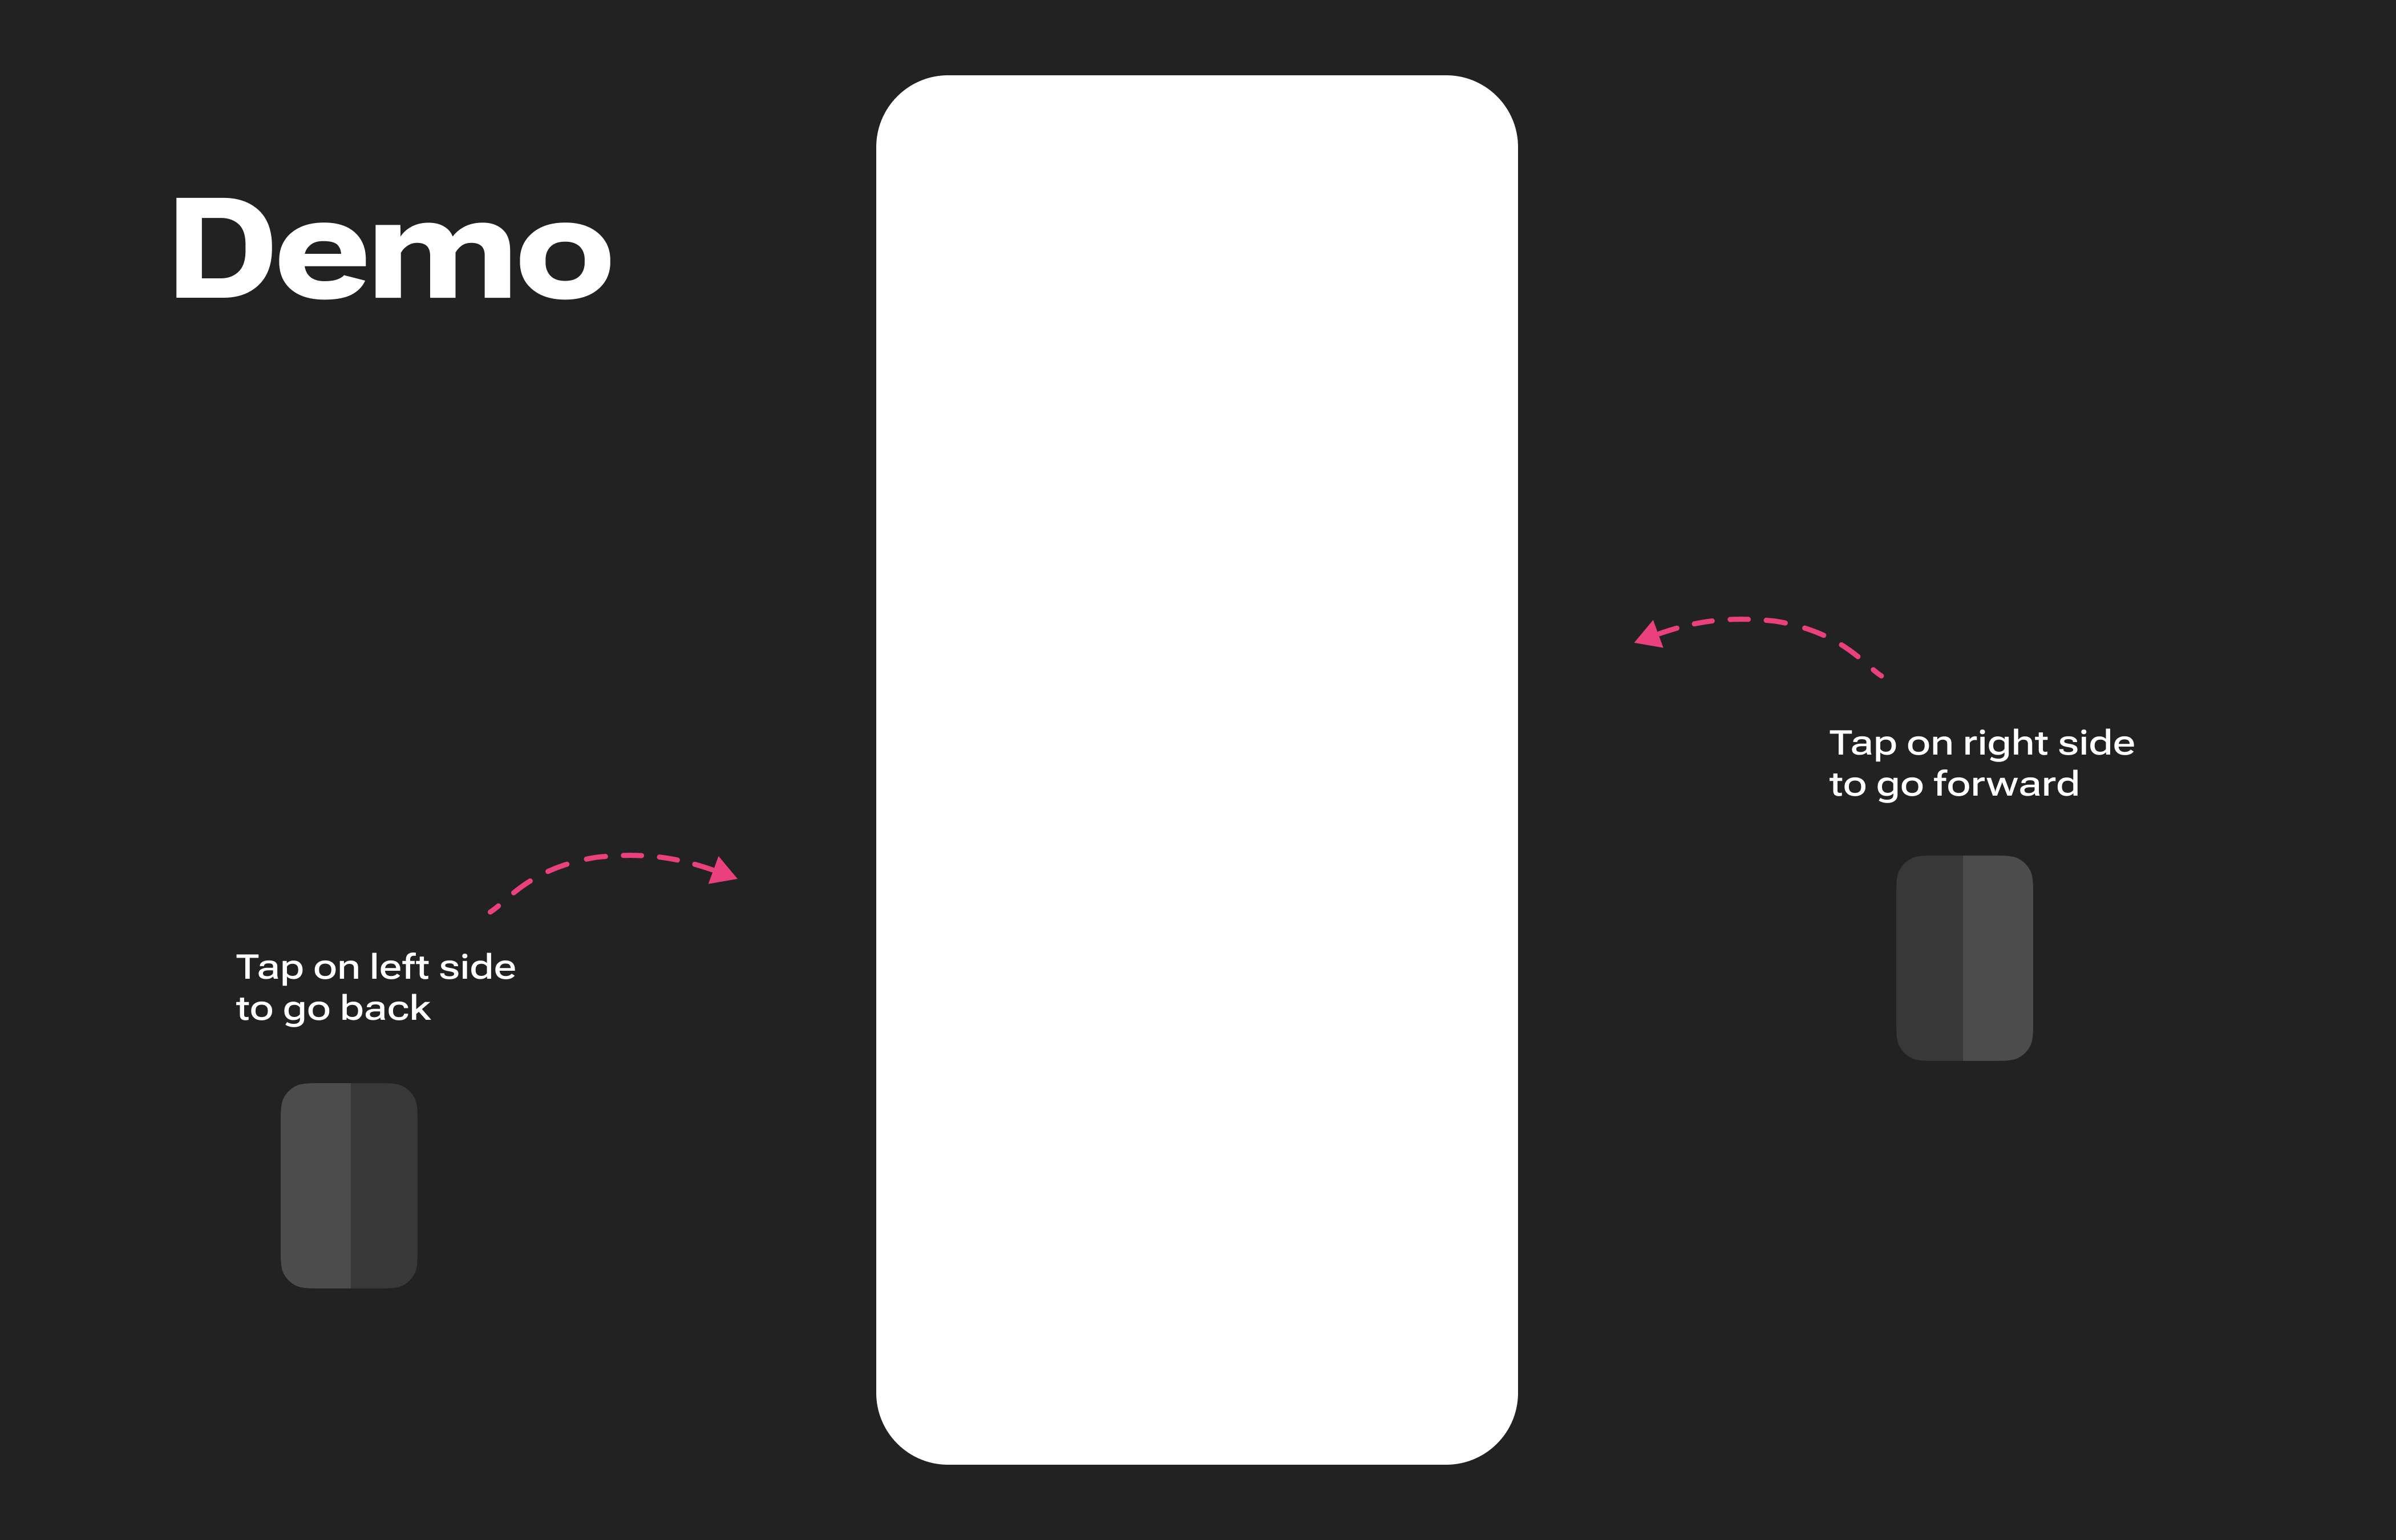 Demo
Tap on left side
to go back
Tap on right side
to go forward